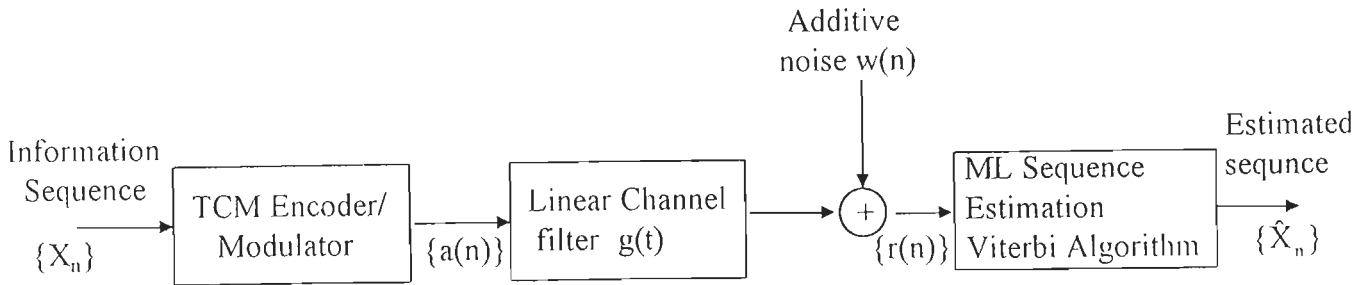 Additive
noise w(n)
Information
Sequence
{Xₙ}
TCM Encoder/
Modulator
{a(n)}
Linear Channel
filter g(t)
+
{r(n)}
ML Sequence
Estimation
Viterbi Algorithm
Estimated
sequnce
{X̂ₙ}